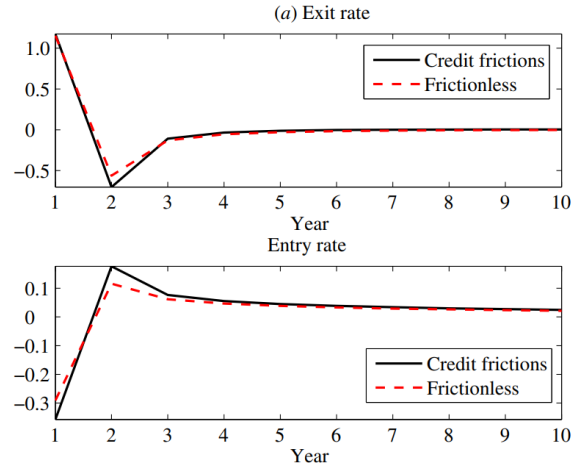 (a) Exit rate
1.0
0.5
0
−0.5
Credit frictions
Frictionless
1 2 3 4 5 6 7 8 9 10
Year
Entry rate
0.1
0
−0.1
−0.2
−0.3
Credit frictions
Frictionless
1 2 3 4 5 6 7 8 9 10
Year